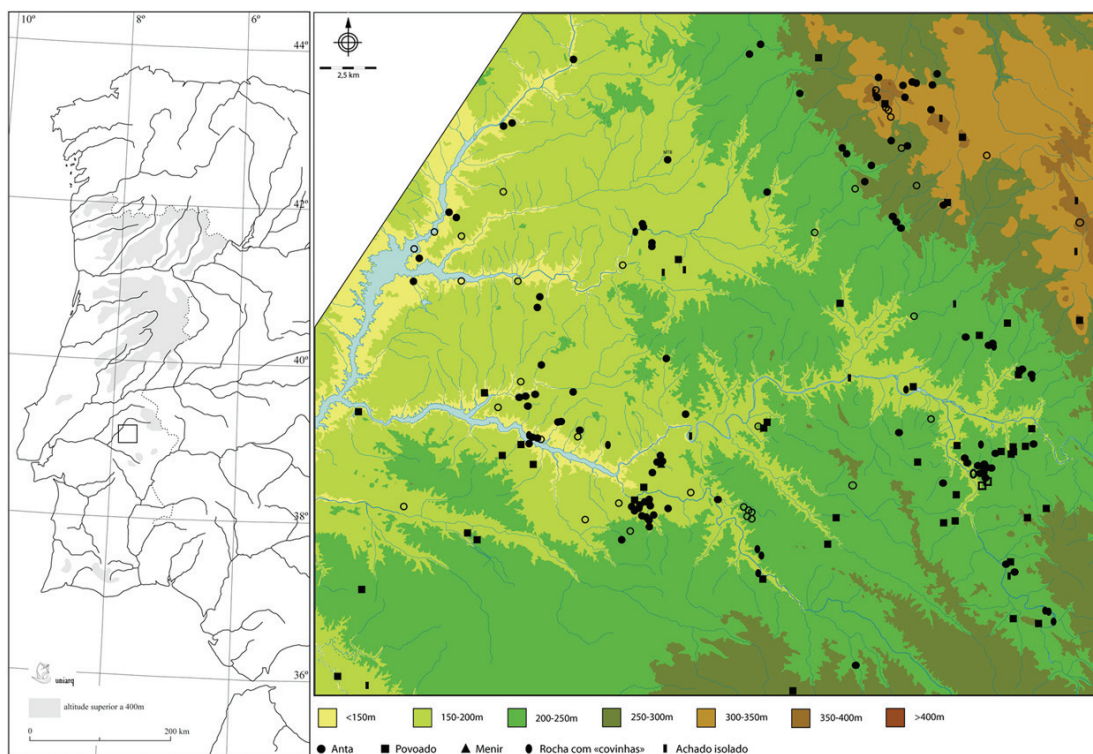 10º 8º 6º
44º
42º
40º
38º
36º
uniarq
altitude superior a 400m
0 200 km
2,5 km
MT8
<150m 150-200m 200-250m 250-300m 300-350m 350-400m >400m
Anta Povoado Menir Rocha com «covinhas» Achado isolado